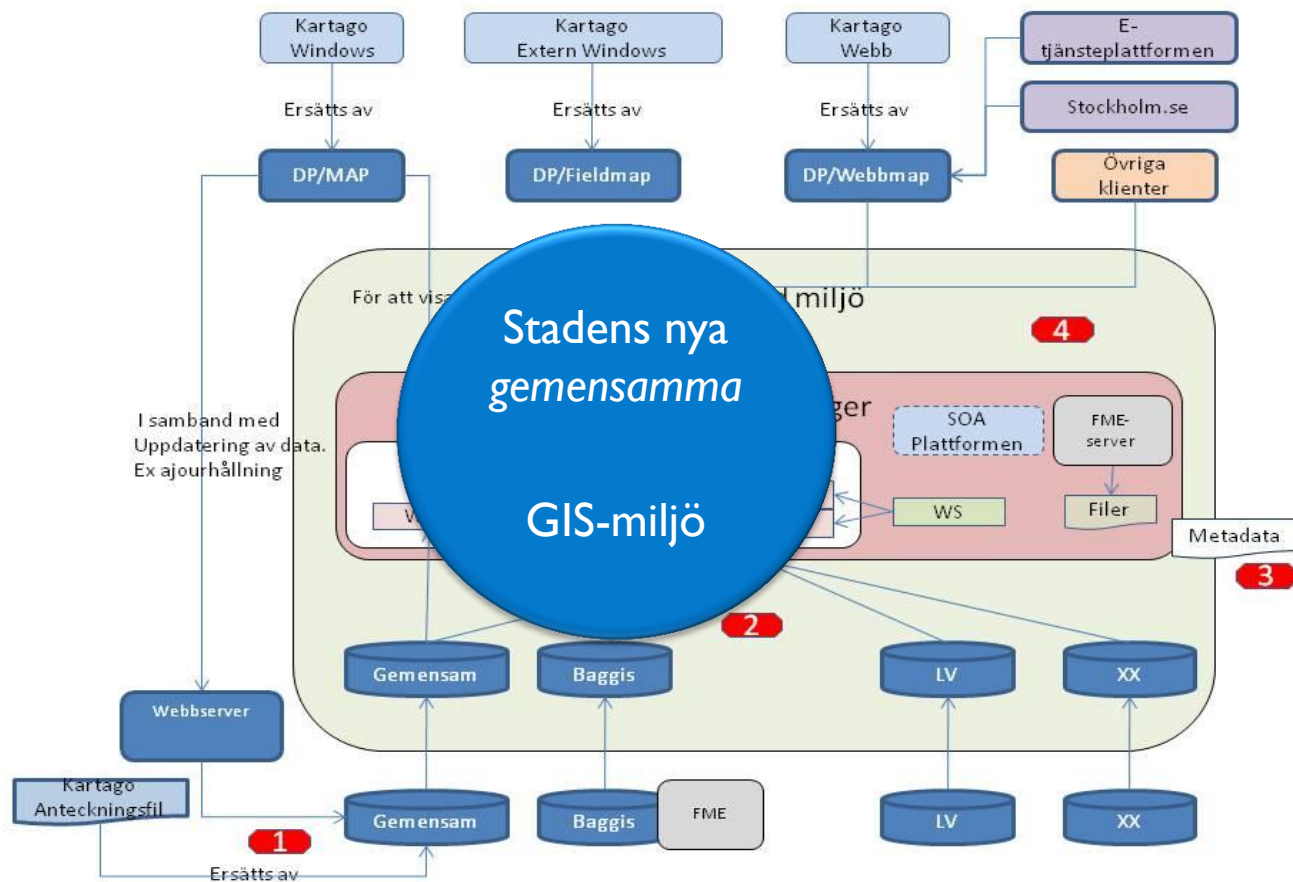 Kartago
Windows
Kartago
Extern Windows
Kartago
Webb
E-
tjänsteplattformen
Stockholm.se
Ersätts av
Ersätts av
Ersätts av
DP/MAP
DP/Fieldmap
DP/Webbmap
Övriga
klienter
För att visa
miljö
4
Stadens nya
gemensamma
GIS-miljö
I samband med
Uppdatering av data.
Ex ajourhållning
SOA
Plattformen
FME-
server
WS
Filer
Metadata
3
2
Gemensam
Baggis
LV
XX
Webbserver
Kartago
Anteckningsfil
Gemensam
Baggis
FME
LV
XX
1
Ersätts av